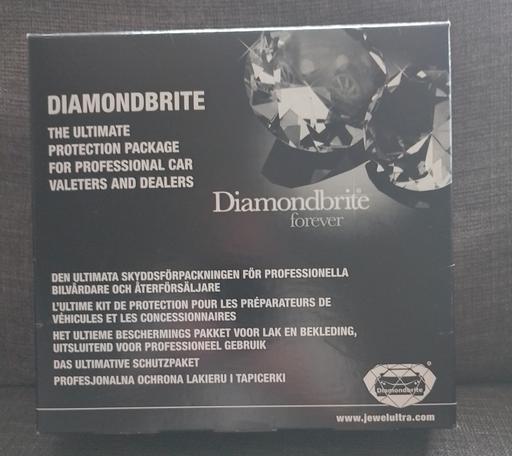 DIAMONDBRITE
THE ULTIMATE
PROTECTION PACKAGE
FOR PROFESSIONAL CAR
VALETERS AND DEALERS
Diamondbrite®
forever
DEN ULTIMATA SKYDDSFÖRPACKNINGEN FÖR PROFESSIONELLA
BILVÅRDARE OCH ÅTERFÖRSÄLJARE
L'ULTIME KIT DE PROTECTION POUR LES PRÉPARATEURS DE
VÉHICULES ET LES CONCESSIONNAIRES
HET ULTIEME BESCHERMINGS PAKKET VOOR LAK EN BEKLEDING,
UITSLUITEND VOOR PROFESSIONEEL GEBRUIK
DAS ULTIMATIVE SCHUTZPAKET
PROFESJONALNA OCHRONA LAKIERU I TAPICERKI
Diamondbrite®
www.jewelultra.com